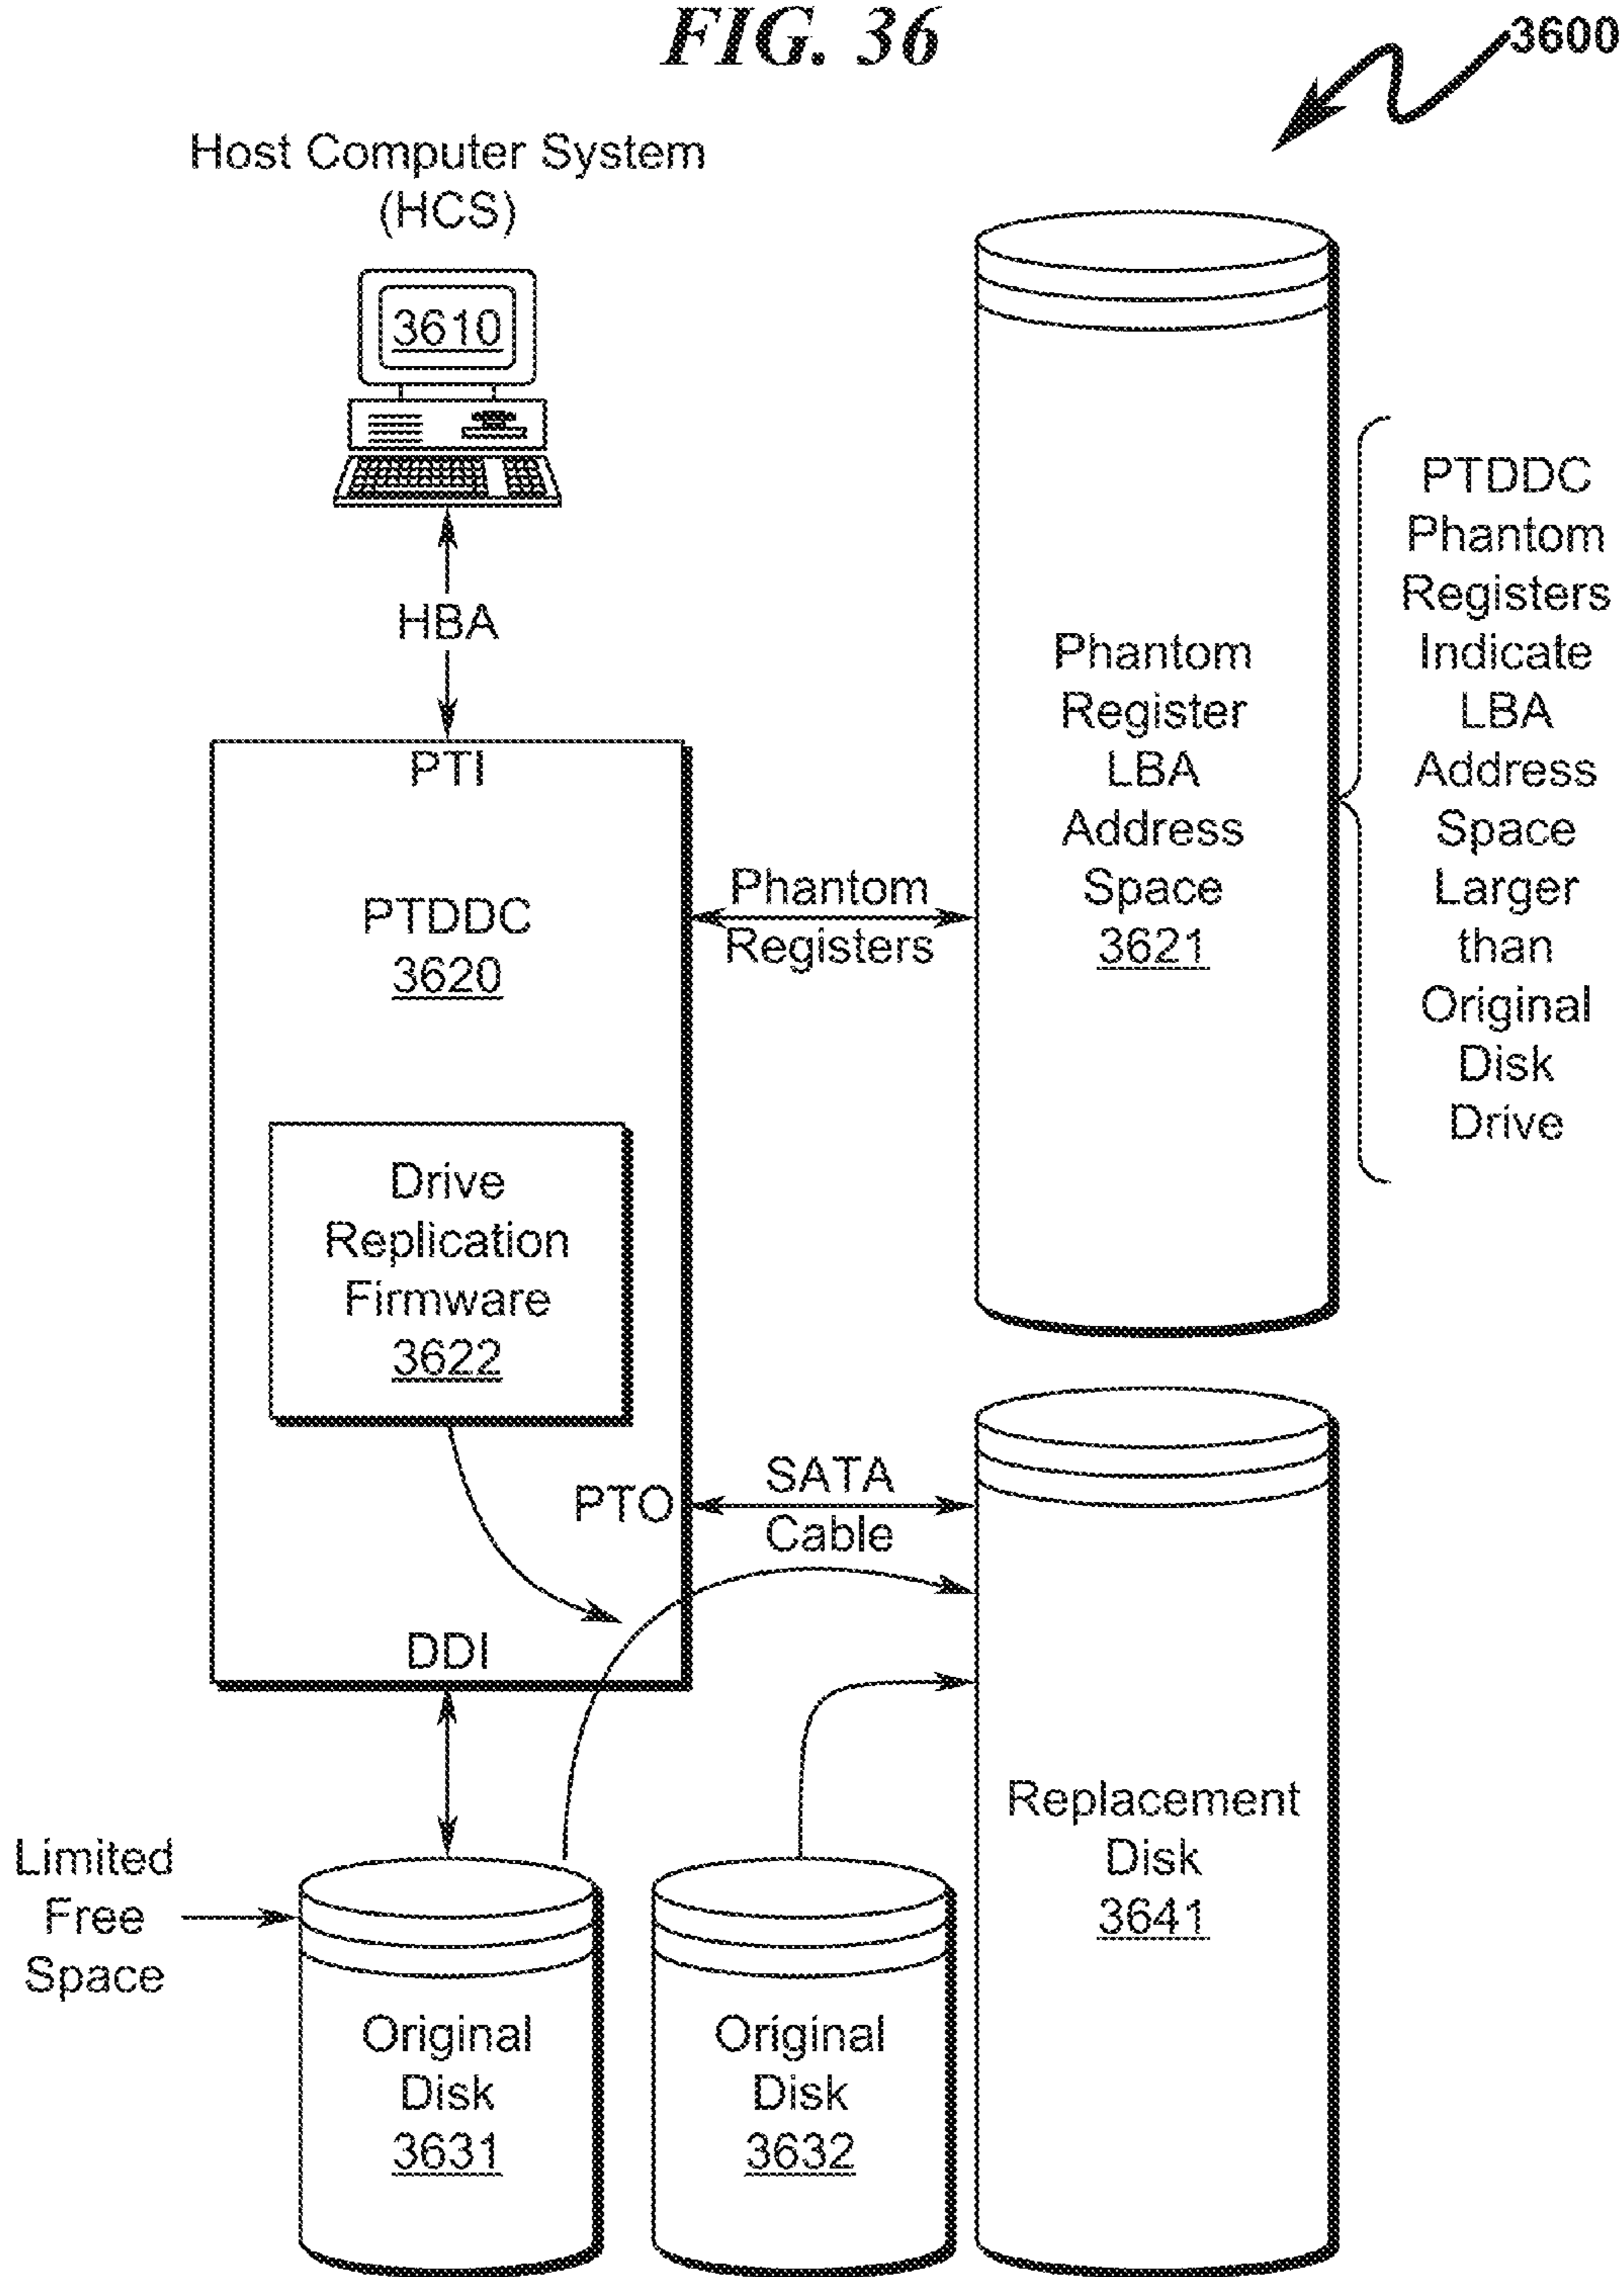 FIG. 36
3600
Host Computer System
(HCS)
3610
HBA
PTI
PTDDC
3620
Phantom
Registers
Phantom
Register
LBA
Address
Space
3621
PTDDC
Phantom
Registers
Indicate
LBA
Address
Space
Larger
than
Original
Disk
Drive
Drive
Replication
Firmware
3622
PTO
SATA
Cable
DDI
Limited
Free
Space
Original
Disk
3631
Original
Disk
3632
Replacement
Disk
3641